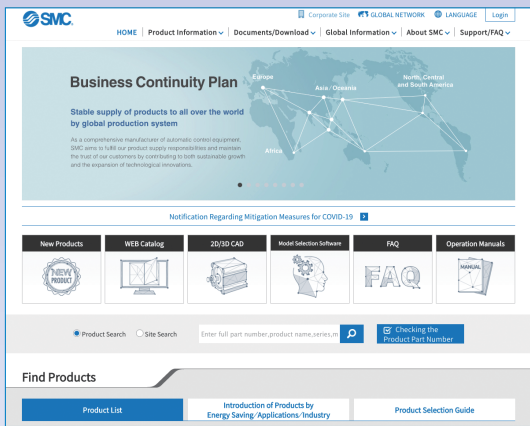 SMC
Corporate Site GLOBAL NETWORK LANGUAGE Login
HOME Product Information Documents/Download Global Information About SMC Support/FAQ
Business Continuity Plan
Stable supply of products to all over the world
by global production system
As a comprehensive manufacturer of automatic control equipment,
SMC aims to fulfill our product supply responsibilities and maintain
the trust of our customers by contributing to both sustainable growth
and the expansion of technological innovations.
Europe
Asia / Oceania
North, Central
and South America
Africa
Notification Regarding Mitigation Measures for COVID-19
New Products WEB Catalog 2D/3D CAD Model Selection Software FAQ Operation Manuals
NEW
PRODUCT
FAQ
MANUAL
Product Search Site Search Enter full part number,product name,series,m
Checking the
Product Part Number
Find Products
Product List
Introduction of Products by
Energy Saving/Applications/Industry
Product Selection Guide